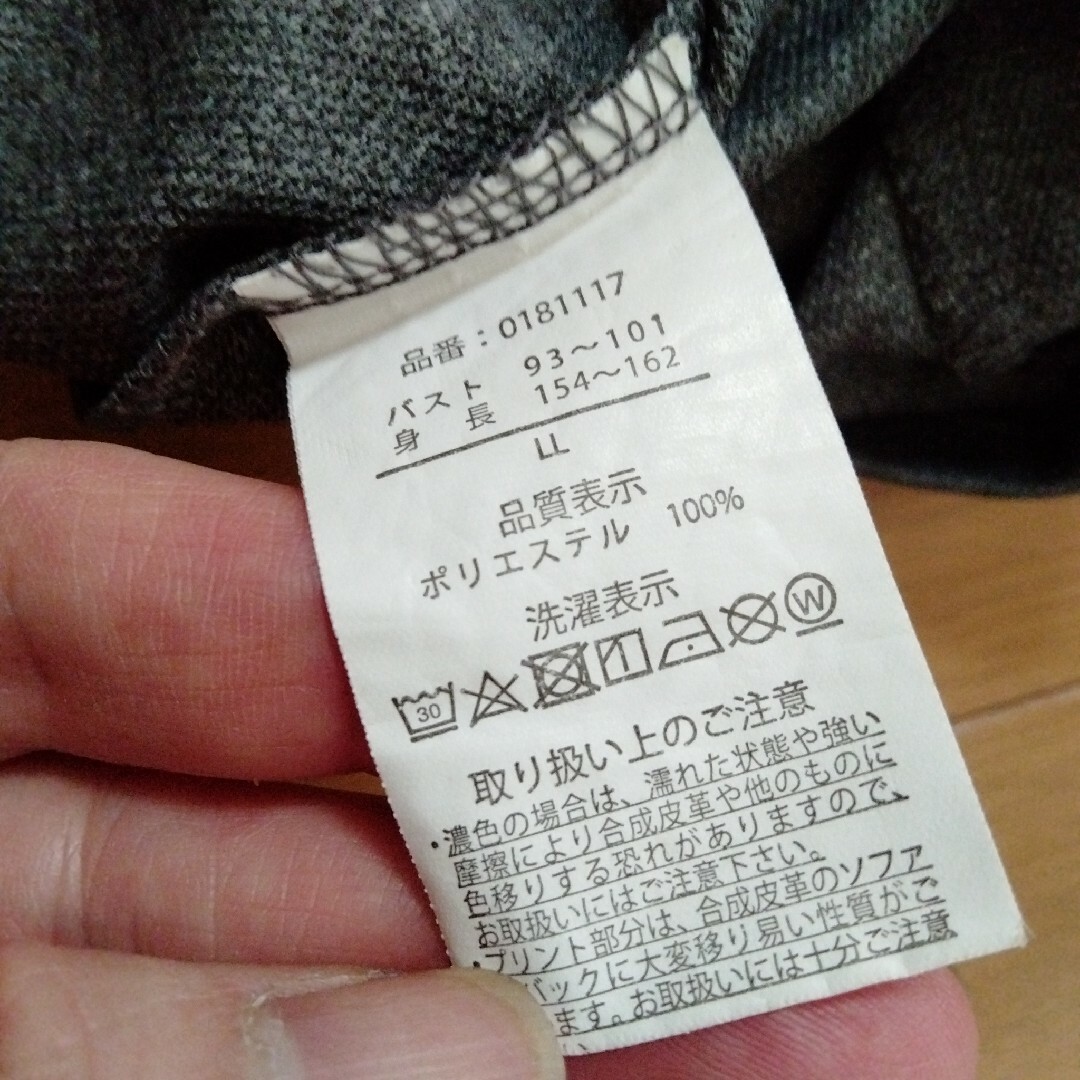 品番：0181117
バスト 93～101
身 長 154～162
LL
品質表示
ポリエステル 100%
洗濯表示
30 W
取り扱い上のご注意
・濃色の場合は、濡れた状態や強い
摩擦により合成皮革や他のものに
色移りする恐れがありますので、
お取扱いにはご注意下さい。
・プリント部分は、合成皮革のソファ
バックに大変移り易い性質がご
ます。お取扱いには十分ご注意
い。